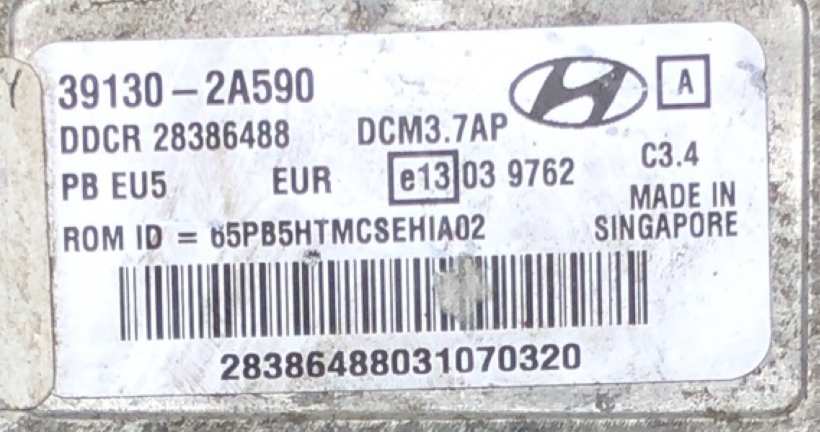 39130-2A590
A
DDCR 28386488 DCM3.7AP
PB EU5 EUR e13 03 9762 C3.4
MADE IN
ROM ID = 65PB5HTMCSEHIA02 SINGAPORE
28386488031070320